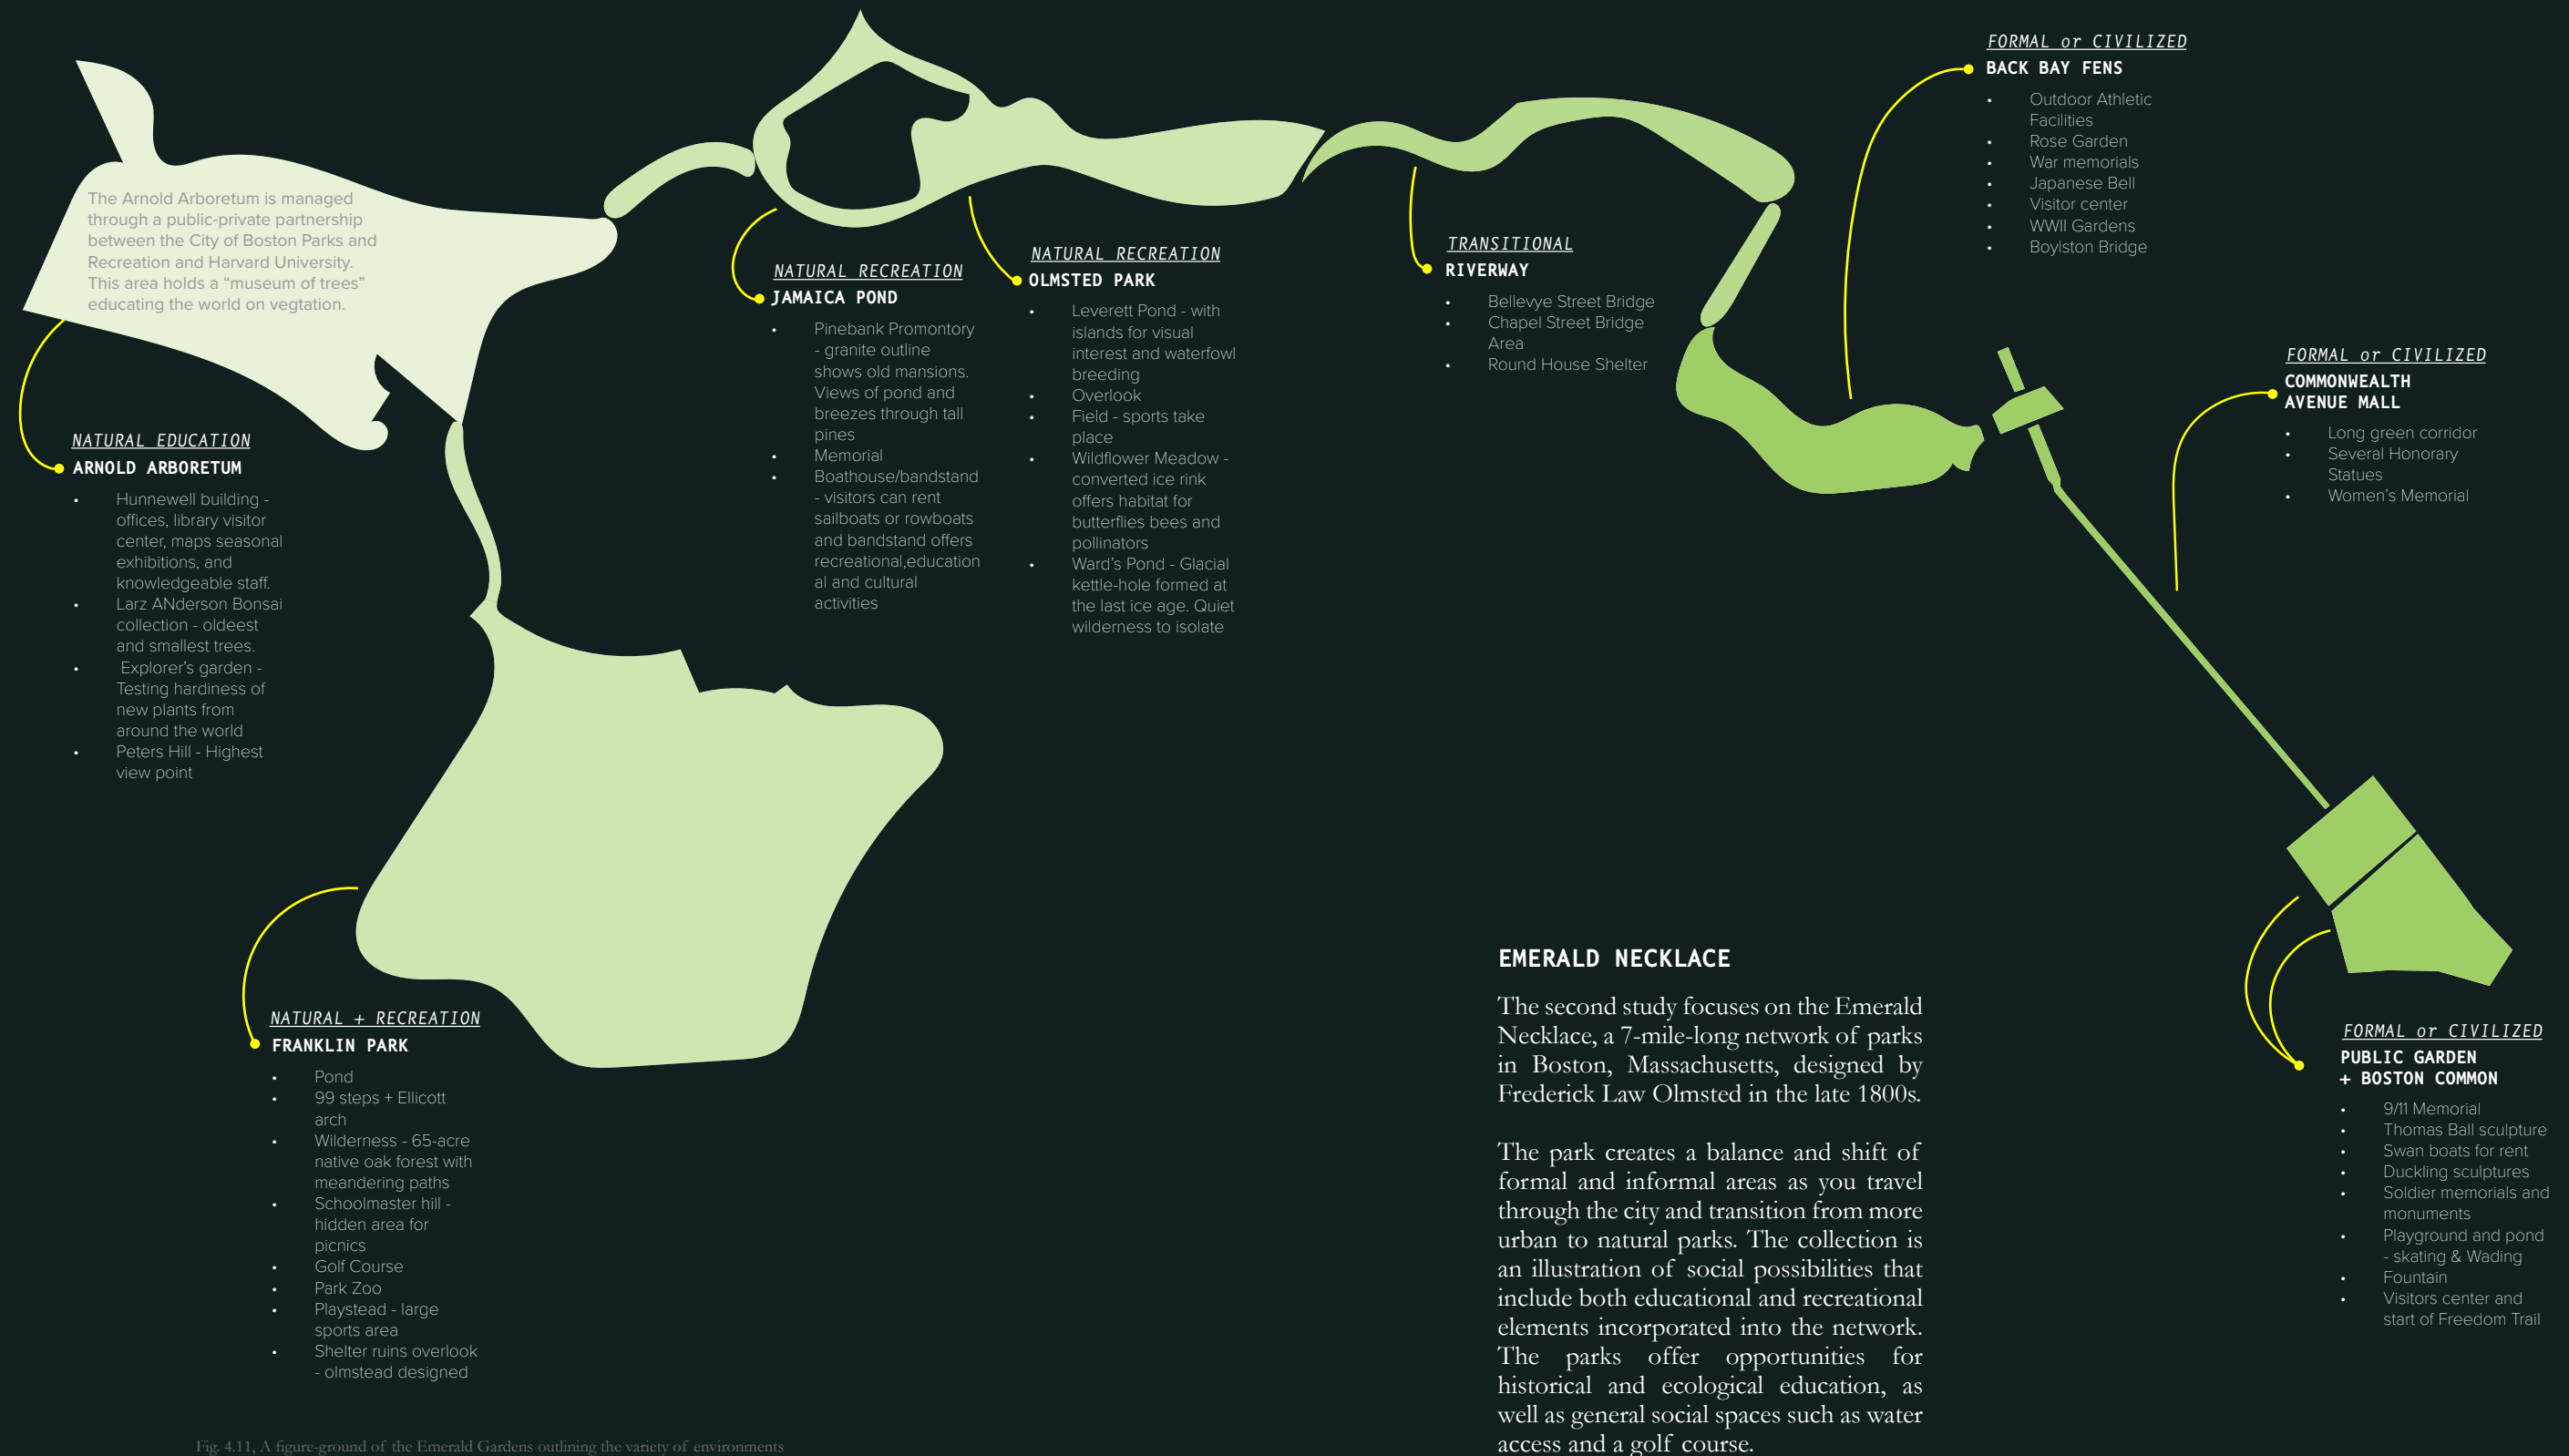 The Arnold Arboretum is managed
through a public-private partnership
between the City of Boston Parks and
Recreation and Harvard University.
This area holds a “museum of trees”
educating the world on vegtation.
NATURAL EDUCATION
ARNOLD ARBORETUM
• Hunnewell building -
offices, library visitor
center, maps seasonal
exhibitions, and
knowledgeable staff.
• Larz ANderson Bonsai
collection - oldeest
and smallest trees.
• Explorer’s garden -
Testing hardiness of
new plants from
around the world
• Peters Hill - Highest
view point
NATURAL + RECREATION
FRANKLIN PARK
• Pond
• 99 steps + Ellicott
arch
• Wilderness - 65-acre
native oak forest with
meandering paths
• Schoolmaster hill -
hidden area for
picnics
• Golf Course
• Park Zoo
• Playstead - large
sports area
• Shelter ruins overlook
- olmstead designed
NATURAL RECREATION
JAMAICA POND
• Pinebank Promontory
- granite outline
shows old mansions.
Views of pond and
breezes through tall
pines
• Memorial
• Boathouse/bandstand
- visitors can rent
sailboats or rowboats
and bandstand offers
recreational,education
al and cultural
activities
NATURAL RECREATION
OLMSTED PARK
• Leverett Pond - with
islands for visual
interest and waterfowl
breeding
• Overlook
• Field - sports take
place
• Wildflower Meadow -
converted ice rink
offers habitat for
butterflies bees and
pollinators
• Ward’s Pond - Glacial
kettle-hole formed at
the last ice age. Quiet
wilderness to isolate
TRANSITIONAL
RIVERWAY
• Bellevye Street Bridge
• Chapel Street Bridge
Area
• Round House Shelter
FORMAL or CIVILIZED
BACK BAY FENS
• Outdoor Athletic
Facilities
• Rose Garden
• War memorials
• Japanese Bell
• Visitor center
• WWII Gardens
• Boylston Bridge
FORMAL or CIVILIZED
COMMONWEALTH
AVENUE MALL
• Long green corridor
• Several Honorary
Statues
• Women’s Memorial
FORMAL or CIVILIZED
PUBLIC GARDEN
+ BOSTON COMMON
• 9/11 Memorial
• Thomas Ball sculpture
• Swan boats for rent
• Duckling sculptures
• Soldier memorials and
monuments
• Playground and pond
- skating & Wading
• Fountain
• Visitors center and
start of Freedom Trail
EMERALD NECKLACE
The second study focuses on the Emerald
Necklace, a 7-mile-long network of parks
in Boston, Massachusetts, designed by
Frederick Law Olmsted in the late 1800s.
The park creates a balance and shift of
formal and informal areas as you travel
through the city and transition from more
urban to natural parks. The collection is
an illustration of social possibilities that
include both educational and recreational
elements incorporated into the network.
The parks offer opportunities for
historical and ecological education, as
well as general social spaces such as water
access and a golf course.
Fig. 4.11, A figure-ground of the Emerald Gardens outlining the variety of environments